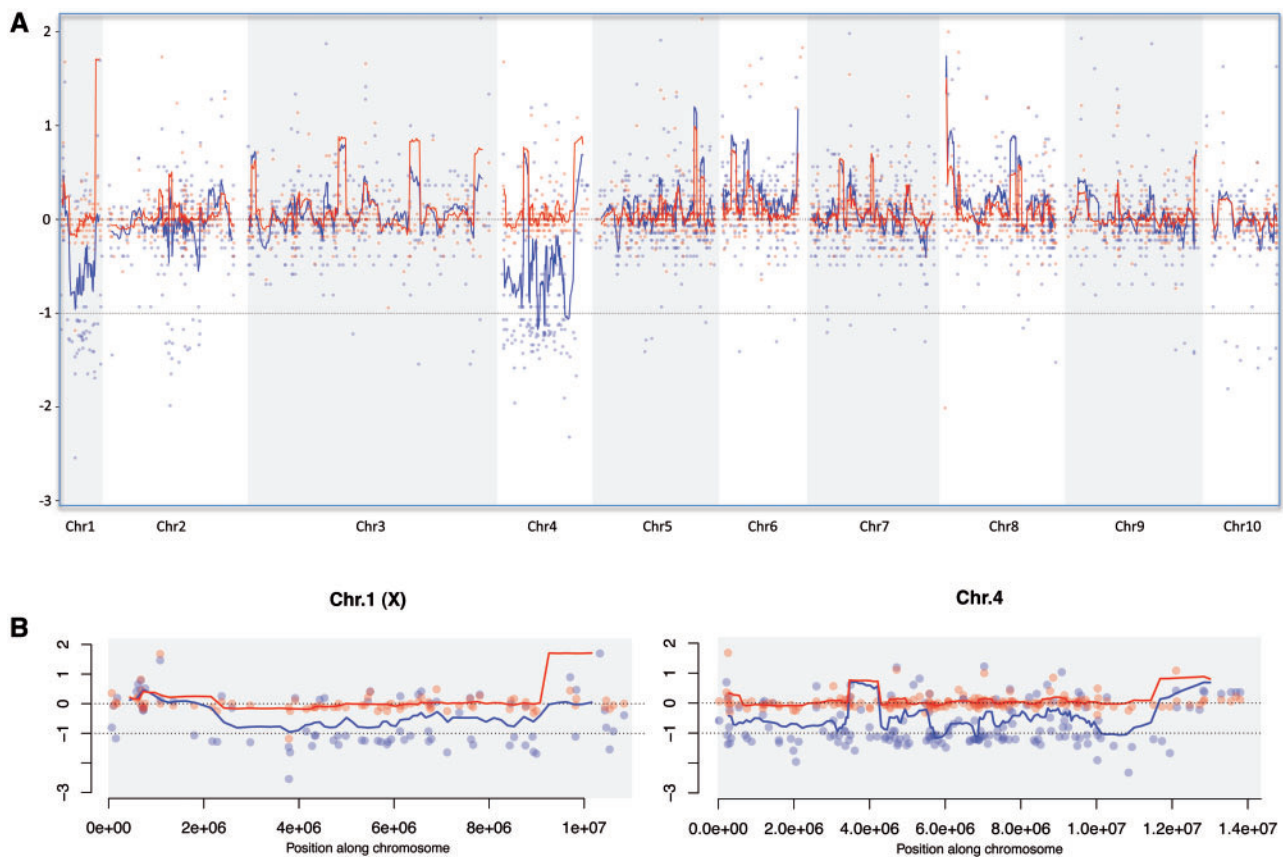 A
2
1
0
-1
-2
-3
Chr1 Chr2 Chr3 Chr4 Chr5 Chr6 Chr7 Chr8 Chr9 Chr10
B
Chr.1 (X)
2
1
0
-1
-3
0e+00 2e+06 4e+06 6e+06 8e+06 1e+07
Position along chromosome
Chr.4
2
1
0
-1
-3
0.0e+00 2.0e+06 4.0e+06 6.0e+06 8.0e+06 1.0e+07 1.2e+07 1.4e+07
Position along chromosome